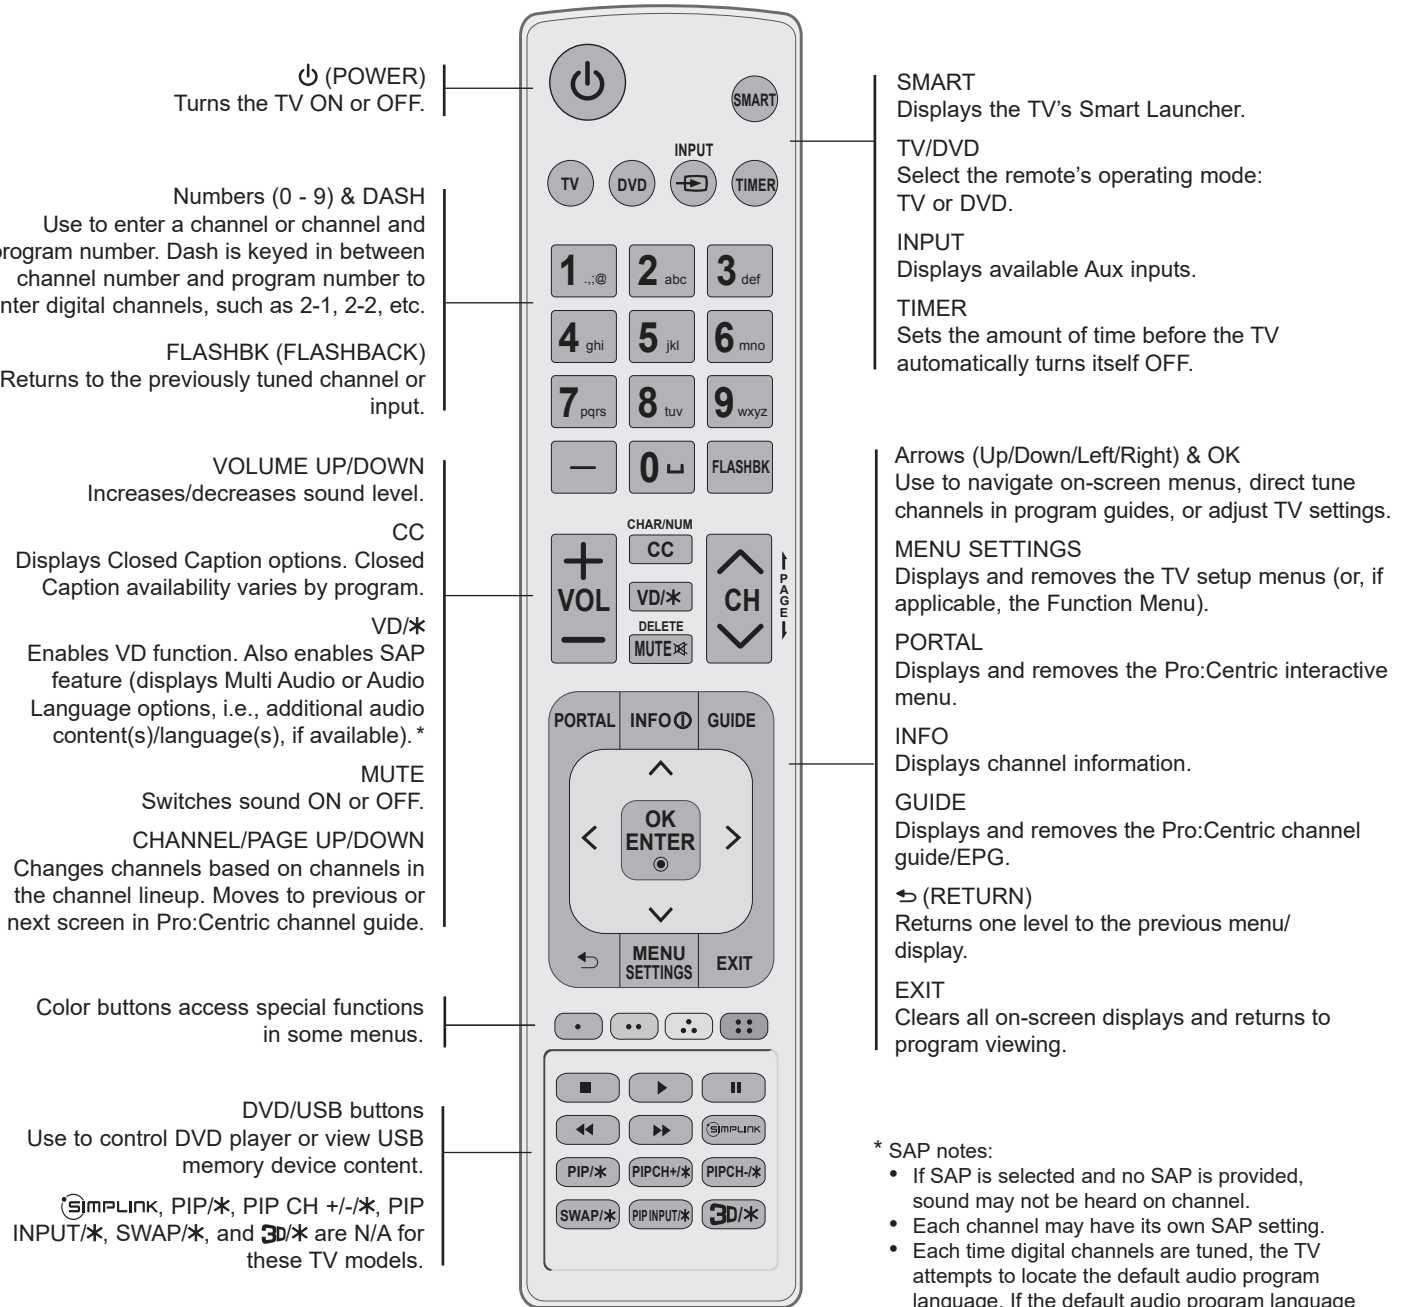 (POWER)
Turns the TV ON or OFF.
Numbers (0 - 9) & DASH
Use to enter a channel or channel and
program number. Dash is keyed in between
channel number and program number to
nter digital channels, such as 2-1, 2-2, etc.
FLASHBK (FLASHBACK)
Returns to the previously tuned channel or
input.
VOLUME UP/DOWN
Increases/decreases sound level.
CC
Displays Closed Caption options. Closed
Caption availability varies by program.
VD/*
Enables VD function. Also enables SAP
feature (displays Multi Audio or Audio
Language options, i.e., additional audio
content(s)/language(s), if available). *
MUTE
Switches sound ON or OFF.
CHANNEL/PAGE UP/DOWN
Changes channels based on channels in
the channel lineup. Moves to previous or
next screen in Pro:Centric channel guide.
Color buttons access special functions
in some menus.
DVD/USB buttons
Use to control DVD player or view USB
memory device content.
SIMPLINK, PIP/*, PIP CH +/-/*, PIP
INPUT/*, SWAP/*, and 3D/* are N/A for
these TV models.
SMART
INPUT
TV DVD TIMER
1 .,;@ 2 abc 3 def
4 ghi 5 jkl 6 mno
7 pqrs 8 tuv 9 wxyz
— 0 FLASHBK
CHAR/NUM
CC
+ VOL —
VD/*
CH
PAGE
DELETE
MUTE
PORTAL INFO GUIDE
OK
ENTER
MENU
SETTINGS
EXIT
SIMPLINK
PIP/* PIPCH+/* PIPCH-/*
SWAP/* PIP INPUT/* 3D/*
SMART
Displays the TV’s Smart Launcher.
TV/DVD
Select the remote’s operating mode:
TV or DVD.
INPUT
Displays available Aux inputs.
TIMER
Sets the amount of time before the TV
automatically turns itself OFF.
Arrows (Up/Down/Left/Right) & OK
Use to navigate on-screen menus, direct tune
channels in program guides, or adjust TV settings.
MENU SETTINGS
Displays and removes the TV setup menus (or, if
applicable, the Function Menu).
PORTAL
Displays and removes the Pro:Centric interactive
menu.
INFO
Displays channel information.
GUIDE
Displays and removes the Pro:Centric channel
guide/EPG.
(RETURN)
Returns one level to the previous menu/
display.
EXIT
Clears all on-screen displays and returns to
program viewing.
* SAP notes:
• If SAP is selected and no SAP is provided,
sound may not be heard on channel.
• Each channel may have its own SAP setting.
• Each time digital channels are tuned, the TV
attempts to locate the default audio program
language. If the default audio program language